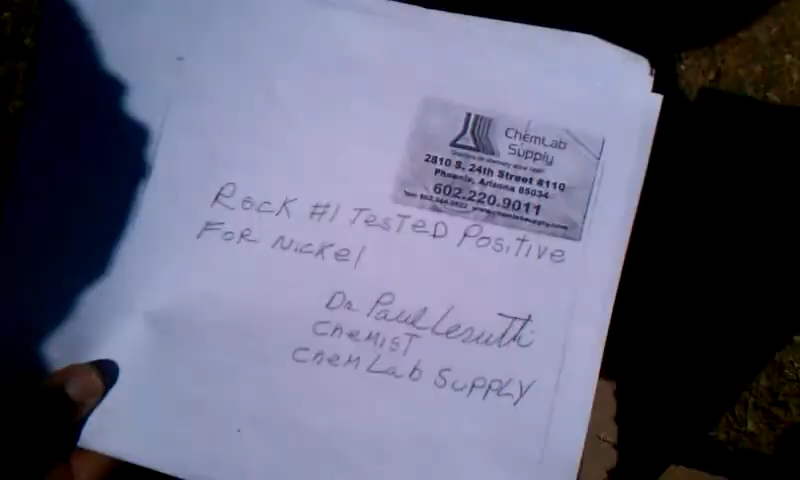 ChemLab
Supply
2810 S. 24th Street #110
Phoenix, Arizona 85034
602.220.9011
Rock #1 TesTED Positive
FOR Nickel
Dr Paul
ChemisT
ChemLab SUPPLY